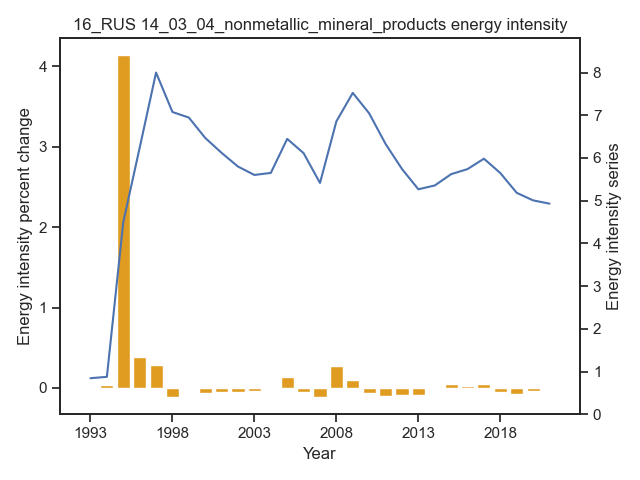 16_RUS 14_03_04_nonmetallic_mineral_products energy intensity
Energy intensity percent change
4
3
2
1
0
8
7
6
5
4
3
2
1
0
Energy intensity series
1993 1998 2003 2008 2013 2018
Year